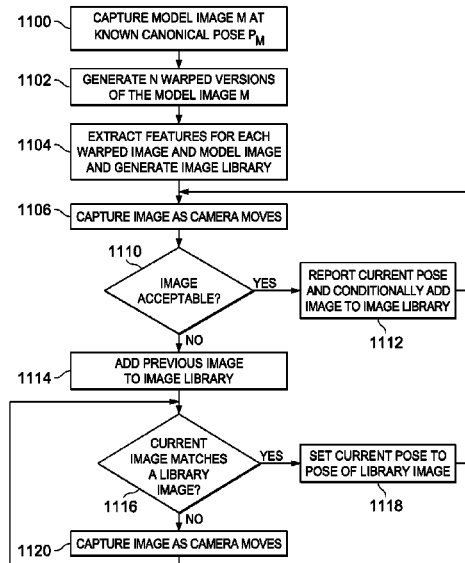 1100
CAPTURE MODEL IMAGE M AT
KNOWN CANONICAL POSE PM
1102
GENERATE N WARPED VERSIONS
OF THE MODEL IMAGE M
1104
EXTRACT FEATURES FOR EACH
WARPED IMAGE AND MODEL IMAGE
AND GENERATE IMAGE LIBRARY
1106
CAPTURE IMAGE AS CAMERA MOVES
1110
IMAGE
ACCEPTABLE?
YES
REPORT CURRENT POSE
AND CONDITIONALLY ADD
IMAGE TO IMAGE LIBRARY
1112
NO
1114
ADD PREVIOUS IMAGE
TO IMAGE LIBRARY
CURRENT
IMAGE MATCHES
A LIBRARY
IMAGE?
1116
YES
SET CURRENT POSE TO
POSE OF LIBRARY IMAGE
1118
NO
1120
CAPTURE IMAGE AS CAMERA MOVES